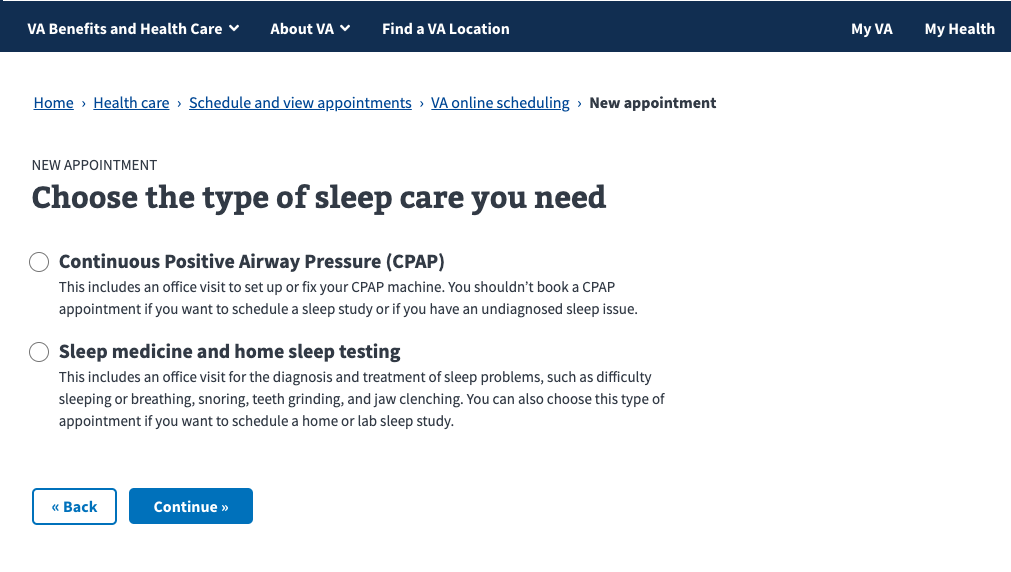 VA Benefits and Health Care About VA Find a VA Location My VA My Health
Home › Health care › Schedule and view appointments › VA online scheduling › New appointment
NEW APPOINTMENT
Choose the type of sleep care you need
Continuous Positive Airway Pressure (CPAP)
This includes an office visit to set up or fix your CPAP machine. You shouldn’t book a CPAP
appointment if you want to schedule a sleep study or if you have an undiagnosed sleep issue.
Sleep medicine and home sleep testing
This includes an office visit for the diagnosis and treatment of sleep problems, such as difficulty
sleeping or breathing, snoring, teeth grinding, and jaw clenching. You can also choose this type of
appointment if you want to schedule a home or lab sleep study.
« Back Continue »